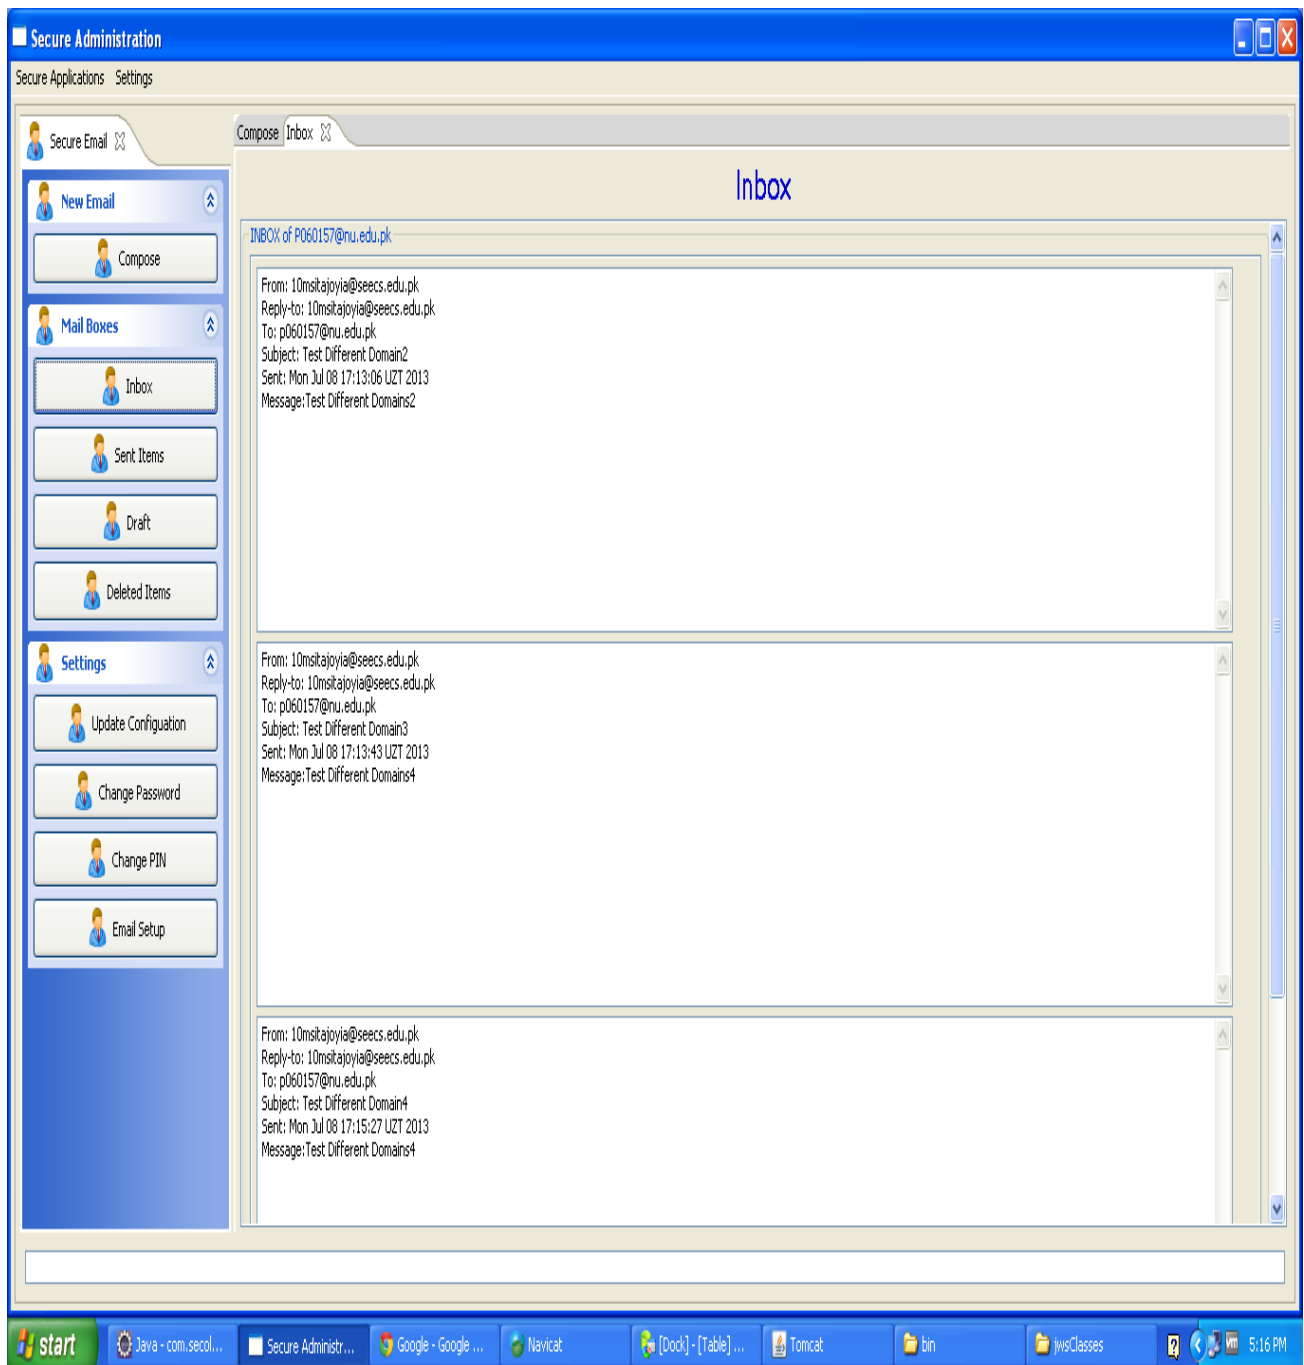 Secure Administration
Secure Applications Settings
Secure Email
New Email
Compose
Mail Boxes
Inbox
Sent Items
Draft
Deleted Items
Settings
Update Configuation
Change Password
Change PIN
Email Setup
Compose Inbox
Inbox
INBOX of P060157@nu.edu.pk
From: 10msitajoyia@seecs.edu.pk
Reply-to: 10msitajoyia@seecs.edu.pk
To: p060157@nu.edu.pk
Subject: Test Different Domain2
Sent: Mon Jul 08 17:13:06 UZT 2013
Message:Test Different Domains2
From: 10msitajoyia@seecs.edu.pk
Reply-to: 10msitajoyia@seecs.edu.pk
To: p060157@nu.edu.pk
Subject: Test Different Domain3
Sent: Mon Jul 08 17:13:43 UZT 2013
Message:Test Different Domains4
From: 10msitajoyia@seecs.edu.pk
Reply-to: 10msitajoyia@seecs.edu.pk
To: p060157@nu.edu.pk
Subject: Test Different Domain4
Sent: Mon Jul 08 17:15:27 UZT 2013
Message:Test Different Domains4
start Java - com.secol... Secure Administr... Google - Google ... Navicat [Dock] - [Table] ... Tomcat bin jwsClasses 5:16 PM